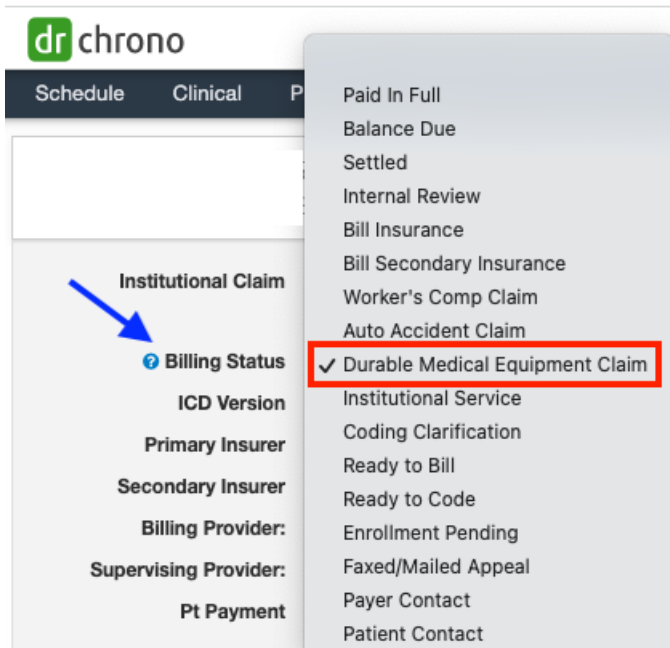 dr chrono
Schedule Clinical P
Institutional Claim
? Billing Status
ICD Version
Primary Insurer
Secondary Insurer
Billing Provider:
Supervising Provider:
Pt Payment
Paid In Full
Balance Due
Settled
Internal Review
Bill Insurance
Bill Secondary Insurance
Worker's Comp Claim
Auto Accident Claim
✓ Durable Medical Equipment Claim
Institutional Service
Coding Clarification
Ready to Bill
Ready to Code
Enrollment Pending
Faxed/Mailed Appeal
Payer Contact
Patient Contact